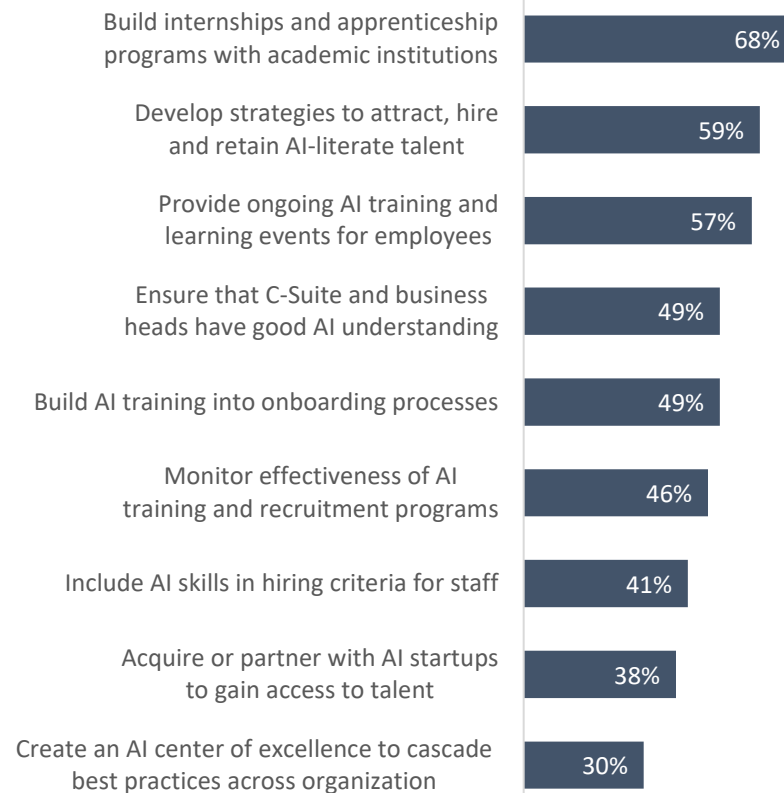 Build internships and apprenticeship
programs with academic institutions
68%
Develop strategies to attract, hire
and retain AI-literate talent
59%
Provide ongoing AI training and
learning events for employees
57%
Ensure that C-Suite and business
heads have good AI understanding
49%
Build AI training into onboarding processes
49%
Monitor effectiveness of AI
training and recruitment programs
46%
Include AI skills in hiring criteria for staff
41%
Acquire or partner with AI startups
to gain access to talent
38%
Create an AI center of excellence to cascade
best practices across organization
30%